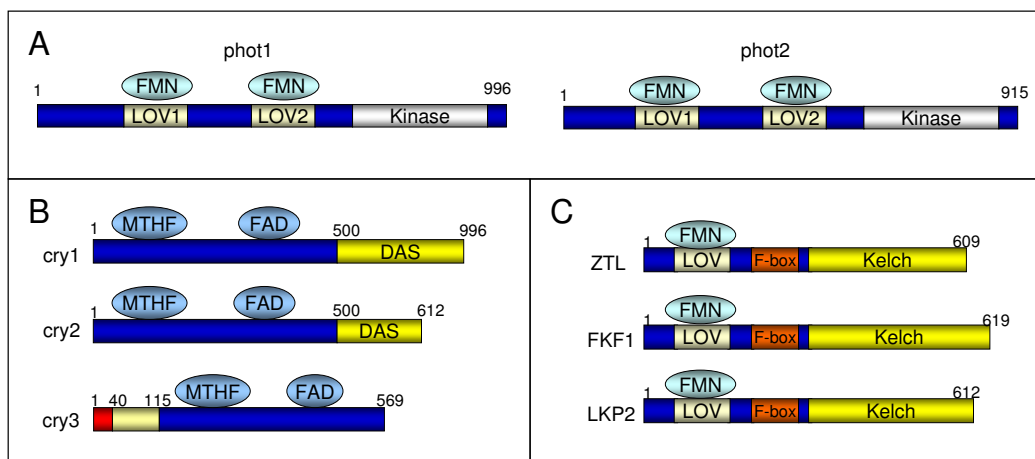 A
phot1
phot2
1 FMN FMN 996
LOV1 LOV2 Kinase
1 FMN FMN 915
LOV1 LOV2 Kinase
B
cry1
1 MTHF FAD 500 996
DAS
cry2
1 MTHF FAD 500 612
DAS
cry3
1 40 115 MTHF FAD 569
C
ZTL
1 FMN 609
LOV F-box Kelch
FKF1
1 FMN 619
LOV F-box Kelch
LKP2
1 FMN 612
LOV F-box Kelch